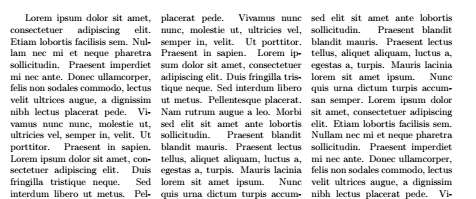 Lorem ipsum dolor sit amet,
consectetuer adipiscing elit.
Etiam lobortis facilisis sem. Nul-
lam nec mi et neque pharetra
sollicitudin. Praesent imperdiet
mi nec ante. Donec ullamcorper,
felis non sodales commodo, lectus
velit ultrices augue, a dignissim
nibh lectus placerat pede. Vi-
vamus nunc nunc, molestie ut,
ultricies vel, semper in, velit. Ut
porttitor. Praesent in sapien.
Lorem ipsum dolor sit amet, con-
sectetuer adipiscing elit. Duis
fringilla tristique neque. Sed
interdum libero ut metus. Pel-
placerat pede. Vivamus nunc
nunc, molestie ut, ultricies vel,
semper in, velit. Ut porttitor.
Praesent in sapien. Lorem ip-
sum dolor sit amet, consectetuer
adipiscing elit. Duis fringilla tris-
tique neque. Sed interdum libero
ut metus. Pellentesque placerat.
Nam rutrum augue a leo. Morbi
sed elit sit amet ante lobortis
sollicitudin. Praesent blandit
blandit mauris. Praesent lectus
tellus, aliquet aliquam, luctus a,
egestas a, turpis. Mauris lacinia
lorem sit amet ipsum. Nunc
quis urna dictum turpis accum-
sed elit sit amet ante lobortis
sollicitudin. Praesent blandit
blandit mauris. Praesent lectus
tellus, aliquet aliquam, luctus a,
egestas a, turpis. Mauris lacinia
lorem sit amet ipsum. Nunc
quis urna dictum turpis accum-
san semper. Lorem ipsum dolor
sit amet, consectetuer adipiscing
elit. Etiam lobortis facilisis sem.
Nullam nec mi et neque pharetra
sollicitudin. Praesent imperdiet
mi nec ante. Donec ullamcorper,
felis non sodales commodo, lectus
velit ultrices augue, a dignissim
nibh lectus placerat pede. Vi-